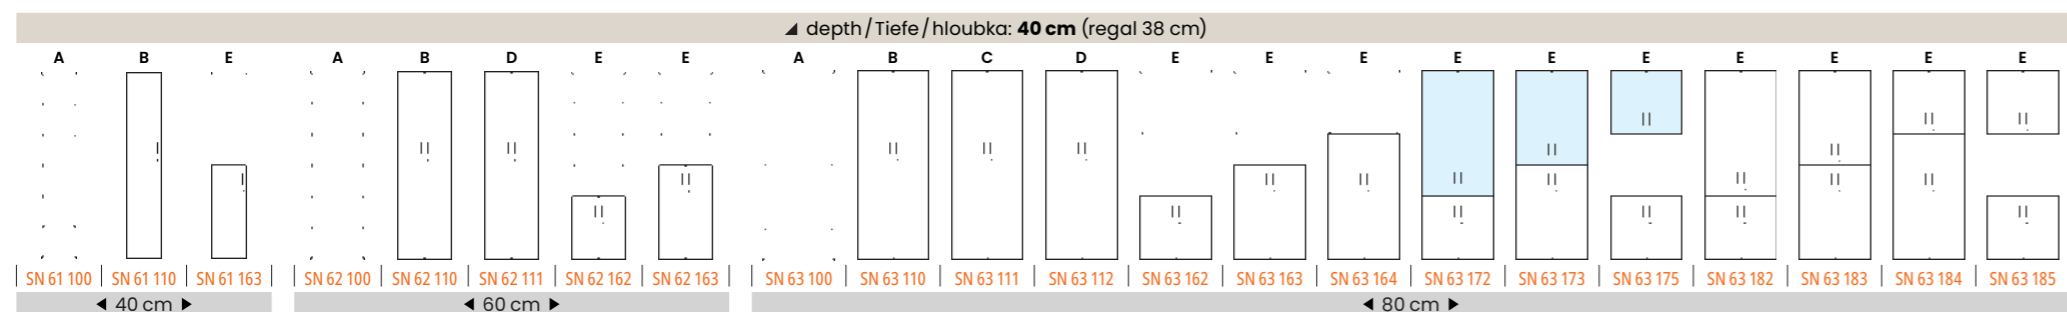 depth / Tiefe / hloubka: 40 cm (regal 38 cm)
A B E A B D E E A B C D E E E E E E E E E E
SN 61 100 SN 61 110 SN 61 163 SN 62 100 SN 62 110 SN 62 111 SN 62 162 SN 62 163 SN 63 100 SN 63 110 SN 63 111 SN 63 112 SN 63 162 SN 63 163 SN 63 164 SN 63 172 SN 63 173 SN 63 175 SN 63 182 SN 63 183 SN 63 184 SN 63 185
40 cm 60 cm 80 cm